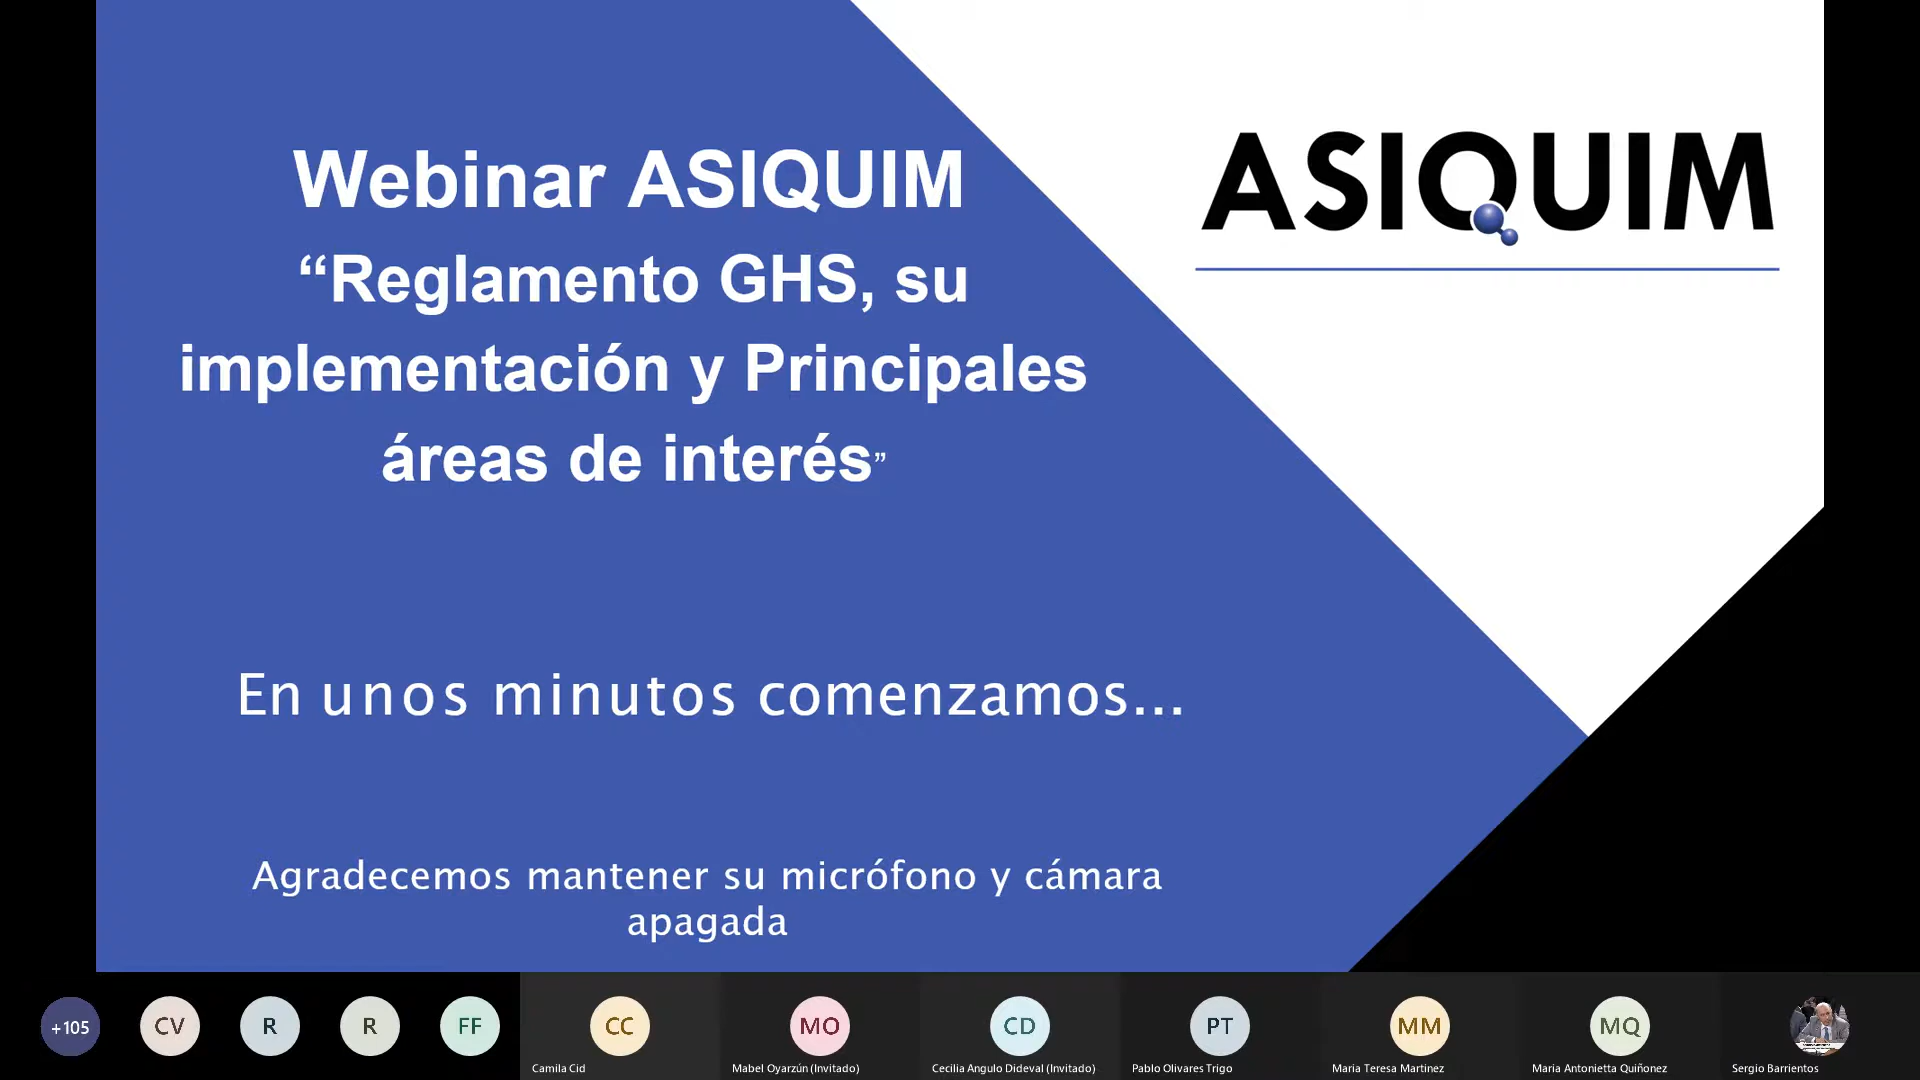 Webinar ASIQUIM
“Reglamento GHS, su
implementación y Principales
áreas de interés”
ASIQUIM
En unos minutos comenzamos...
Agradecemos mantener su micrófono y cámara
apagada
+105
CV
R
R
FF
CC
MO
CD
PT
MM
MQ
Camila Cid
Mabel Oyarzún (Invitado)
Cecilia Angulo Dideval (Invitado)
Pablo Olivares Trigo
Maria Teresa Martinez
Maria Antonietta Quiñonez
Sergio Barrientos